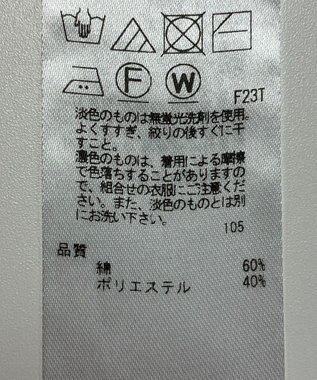 F W
F23T
淡色のものは無蛍光洗剤を使用。
よくすすぎ、絞りの後すぐに干
すこと。
濃色のものは、着用による摩擦
で色落ちすることがありますの
で、組合せの衣服にご注意くださ
い。また、淡色のものとは別
にお洗い下さい。
105
品質
綿 60%
ポリエステル 40%